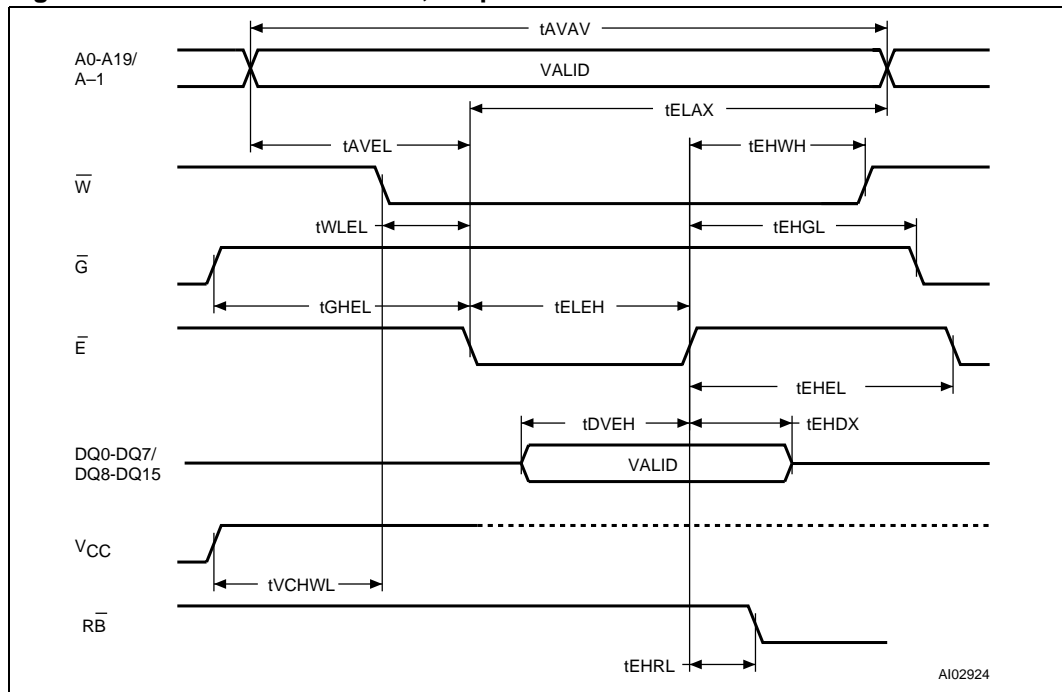 tAVAV
A0-A19/
A–1
VALID
tELAX
tAVEL
tEHWH
W̅
tWLEL
tEHGL
G̅
tGHEL
tELEH
E̅
tEHEL
tDVEH
tEHDX
DQ0-DQ7/
DQ8-DQ15
VALID
VCC
tVCHWL
RB̅
tEHRL
AI02924